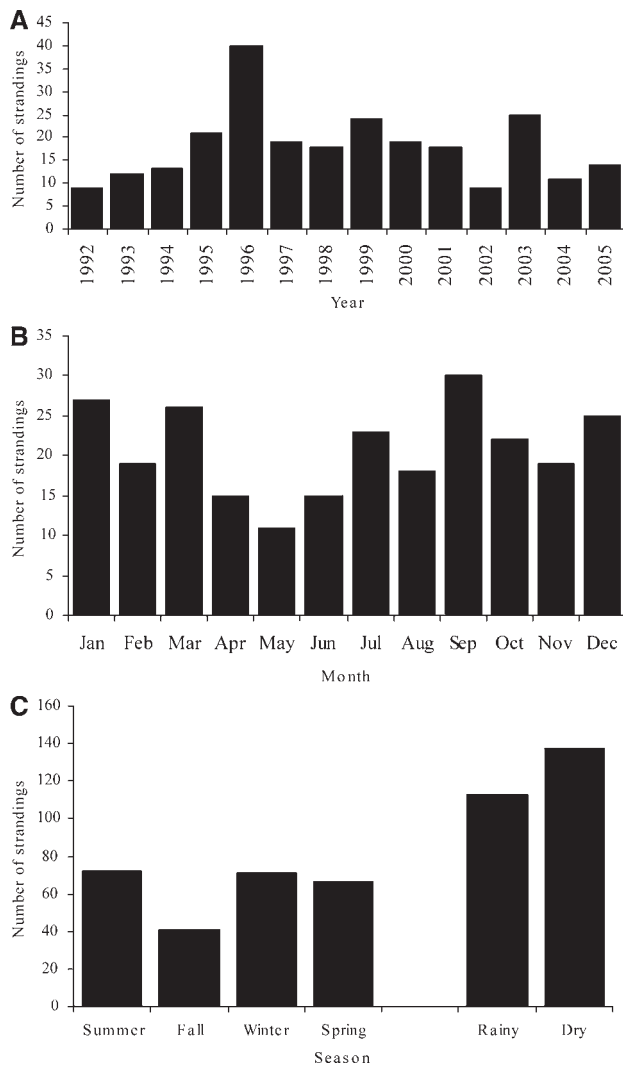 A
Number of strandings
45
40
35
30
25
20
15
10
5
0
1992 1993 1994 1995 1996 1997 1998 1999 2000 2001 2002 2003 2004 2005
Year
B
Number of strandings
35
30
25
20
15
10
5
0
Jan Feb Mar Apr May Jun Jul Aug Sep Oct Nov Dec
Month
C
Number of strandings
160
140
120
100
80
60
40
20
0
Summer Fall Winter Spring Rainy Dry
Season